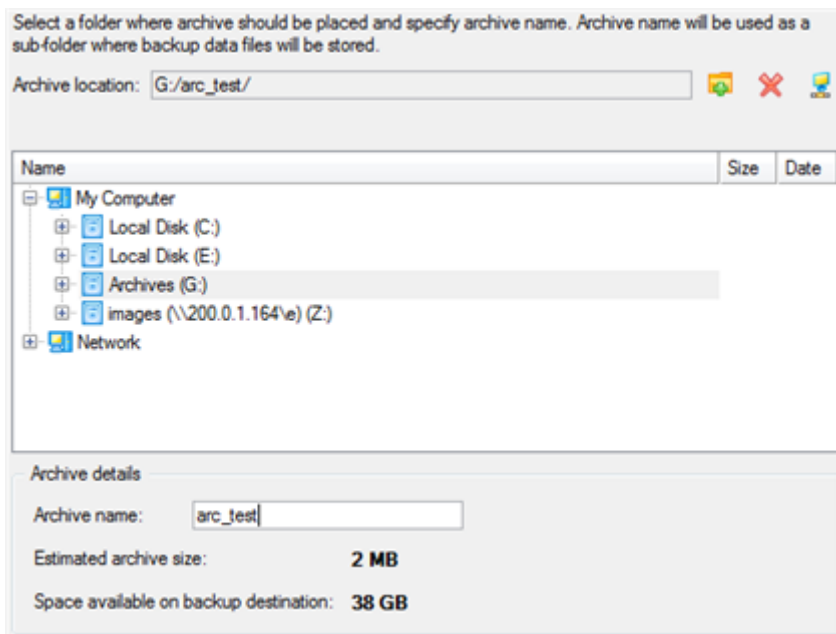 Select a folder where archive should be placed and specify archive name. Archive name will be used as a
sub-folder where backup data files will be stored.
Archive location: G:/arc_test/
Name Size Date
My Computer
Local Disk (C:)
Local Disk (E:)
Archives (G:)
images (\\200.0.1.164\e) (Z:)
Network
Archive details
Archive name: arc_test
Estimated archive size: 2 MB
Space available on backup destination: 38 GB